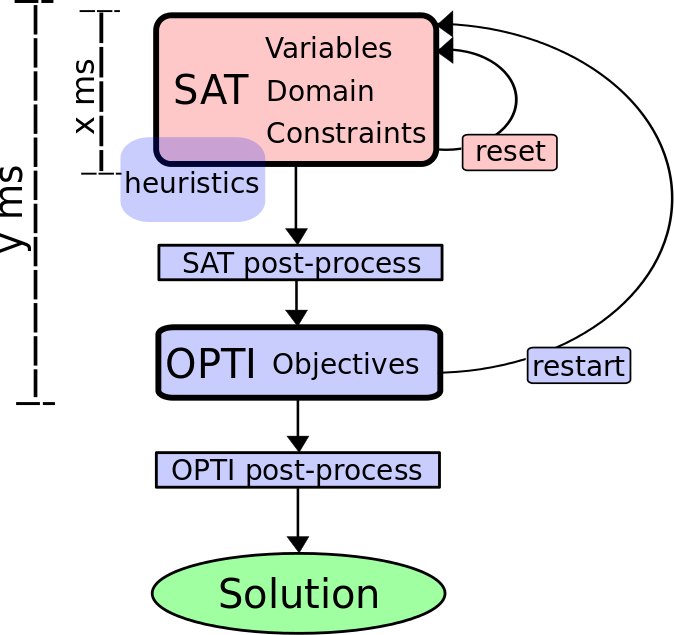 y ms
x ms
SAT
Variables
Domain
Constraints
reset
heuristics
SAT post-process
OPTI Objectives
restart
OPTI post-process
Solution